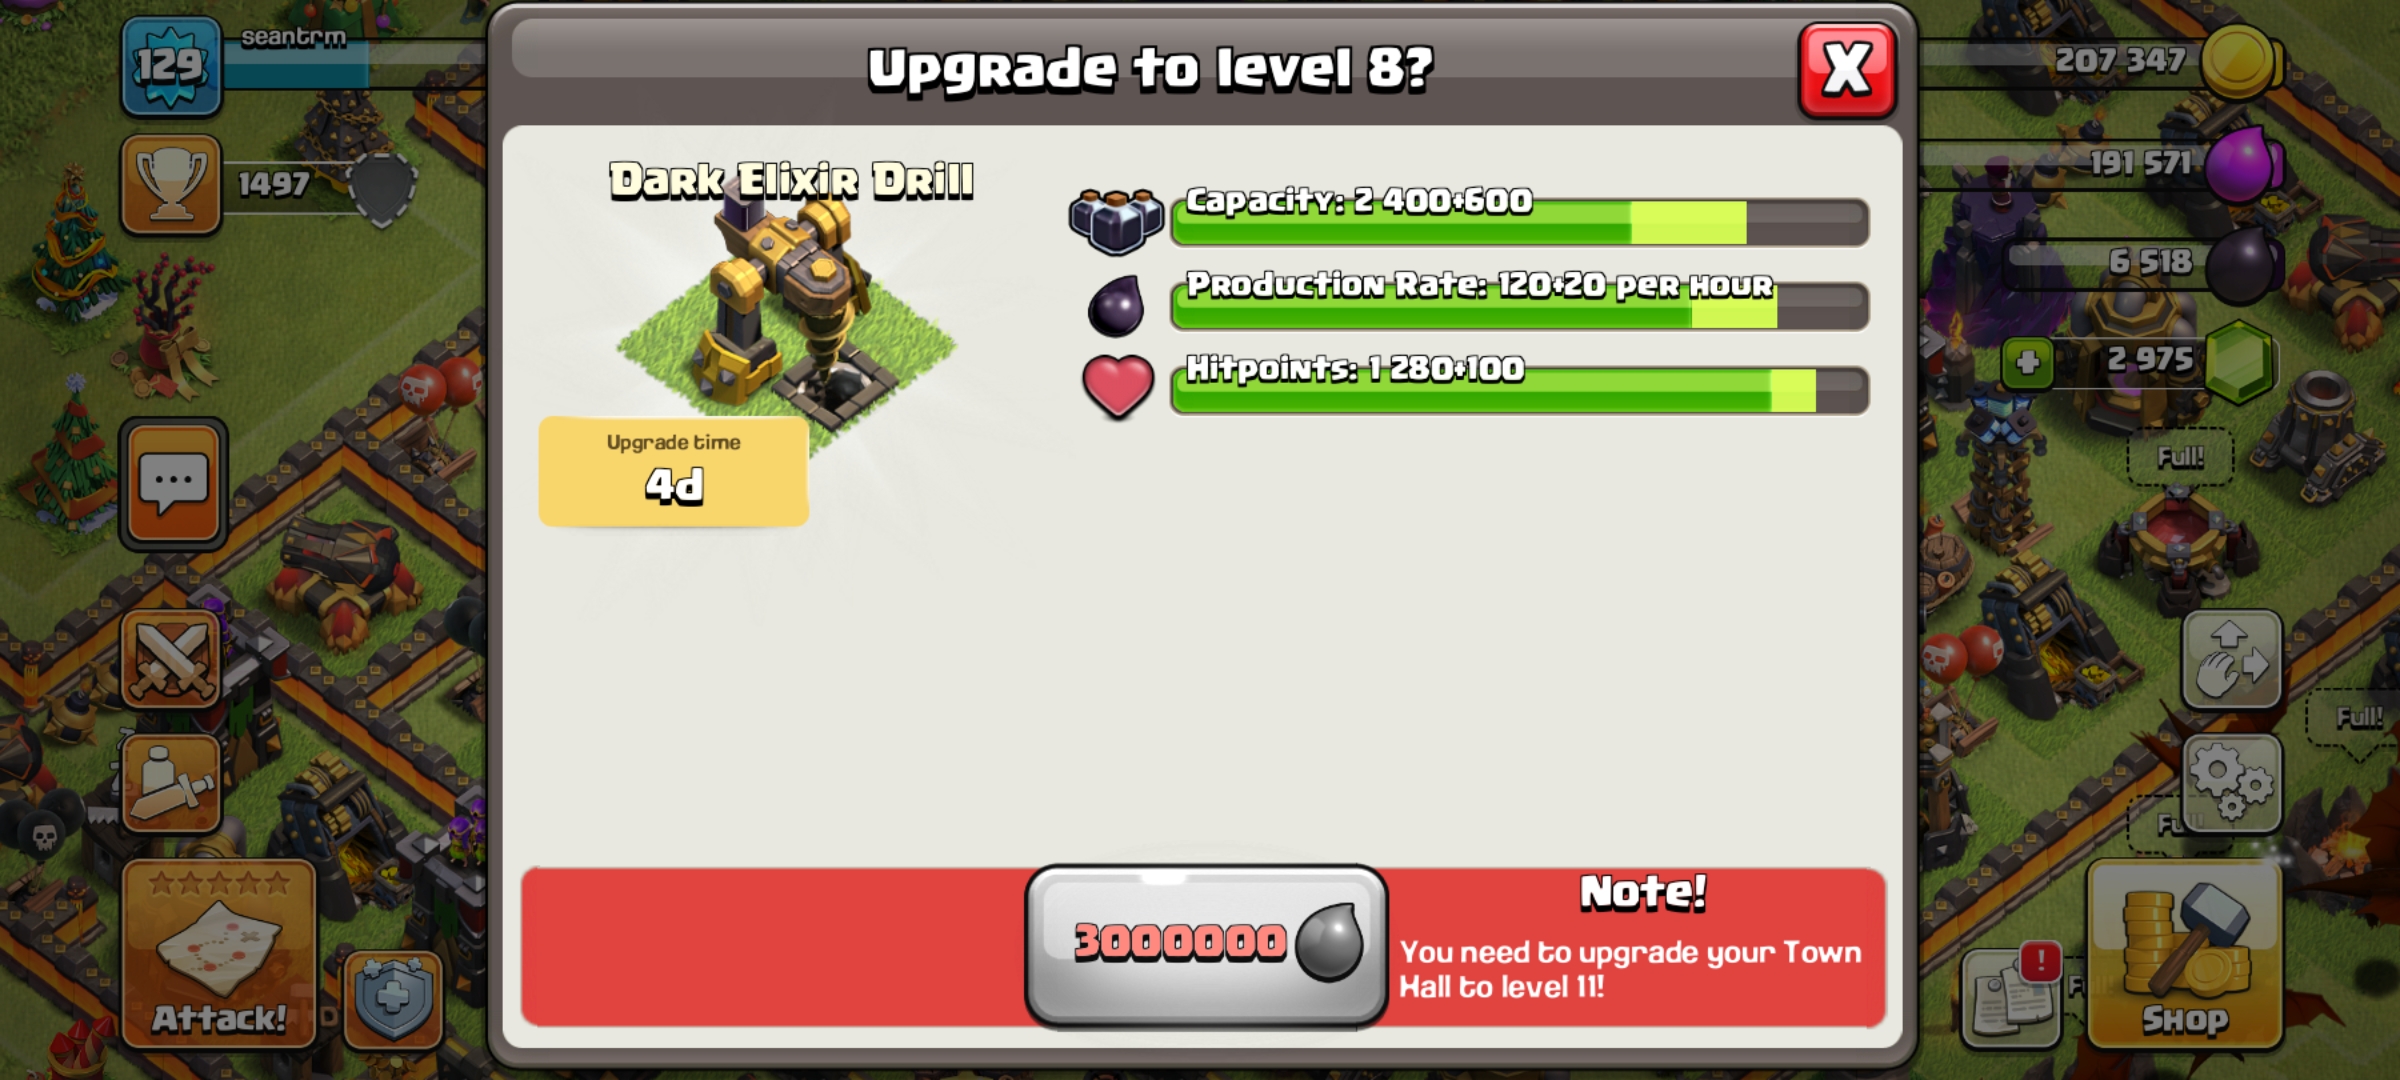 129
seantrm
Upgrade to level 8?
X
207 347
1497
Dark Elixir Drill
Capacity: 2 400+600
191 571
Production Rate: 120+20 per hour
6 518
Hitpoints: 1 280+100
2 975
Upgrade time
4d
Full!
Full!
Note!
3000000
You need to upgrade your Town
Hall to level 11!
!
Attack!
Shop